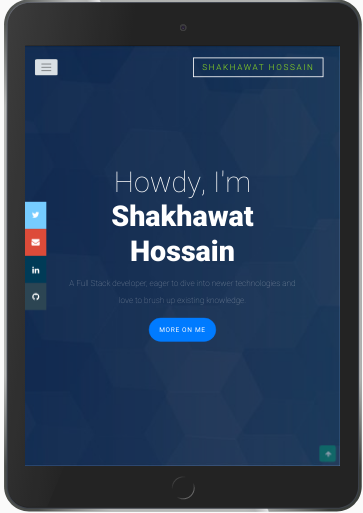 SHAKHAWAT HOSSAIN
Howdy, I'm
Shakhawat
Hossain
A Full Stack developer, eager to dive into newer technologies and
love to brush up existing knowledge.
MORE ON ME